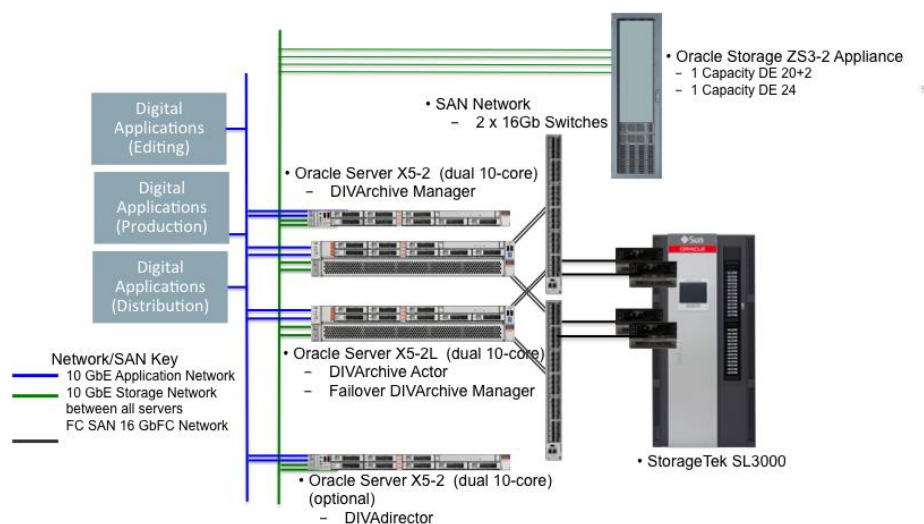 • Oracle Storage ZS3-2 Appliance
– 1 Capacity DE 20+2
– 1 Capacity DE 24
• SAN Network
– 2 x 16Gb Switches
Digital
Applications
(Editing)
• Oracle Server X5-2 (dual 10-core)
– DIVArchive Manager
Digital
Applications
(Production)
Digital
Applications
(Distribution)
Sun
ORACLE
• Oracle Server X5-2L (dual 10-core)
– DIVArchive Actor
– Failover DIVArchive Manager
Network/SAN Key
10 GbE Application Network
10 GbE Storage Network
between all servers
FC SAN 16 GbFC Network
• StorageTek SL3000
• Oracle Server X5-2 (dual 10-core)
(optional)
– DIVAdirector